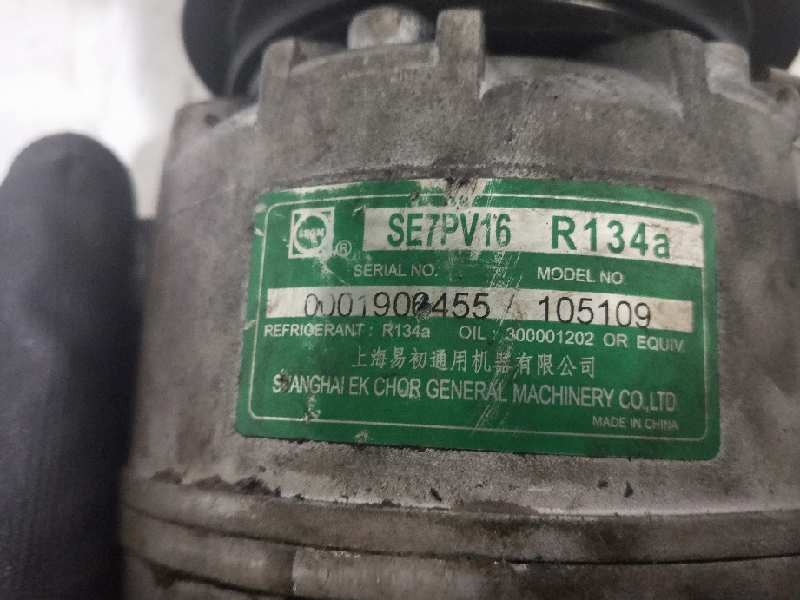 SE7PV16 R134a
®
SERIAL NO. MODEL NO
0001906455 / 105109
REFRIGERANT : R134a OIL : 300001202 OR EQUIV.
上海易初通用机器有限公司
SHANGHAI EK CHOR GENERAL MACHINERY CO.,LTD.
MADE IN CHINA